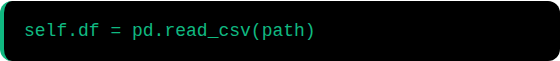 self.df = pd.read_csv(path)